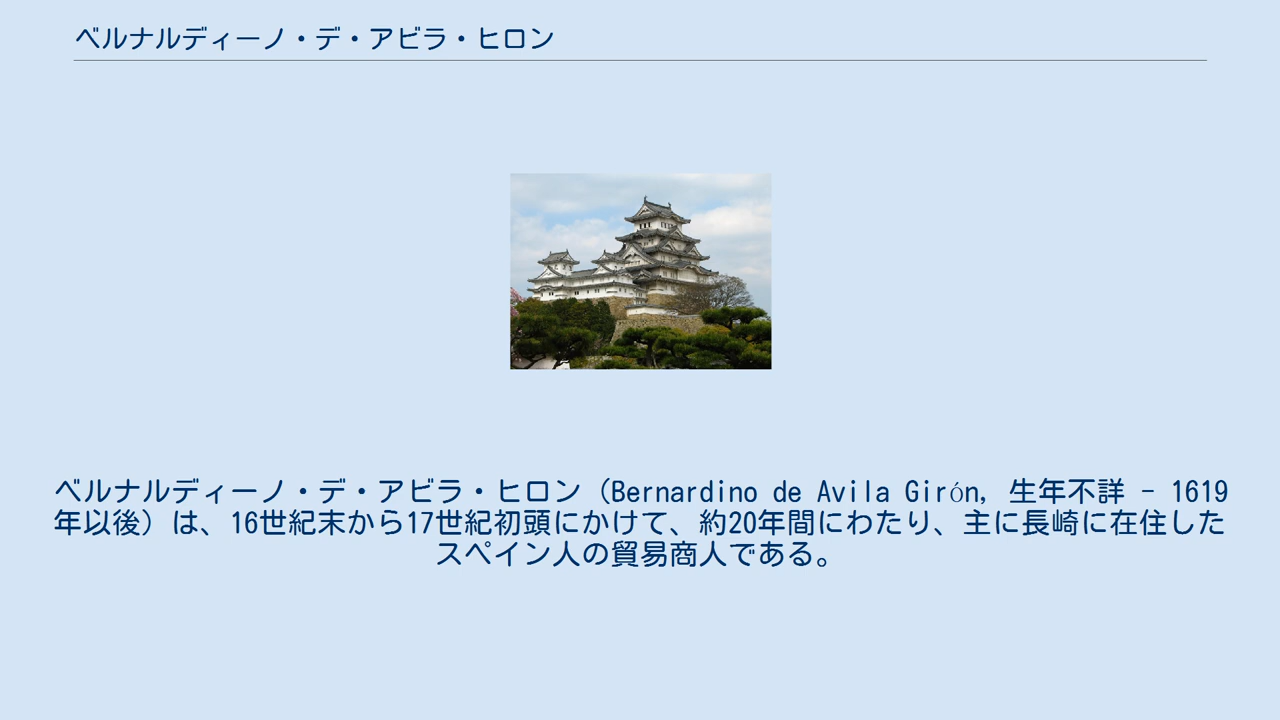 ベルナルディーノ・デ・アビラ・ヒロン
ベルナルディーノ・デ・アビラ・ヒロン（Bernardino de Avila Girón, 生年不詳 - 1619
年以後）は、16世紀末から17世紀初頭にかけて、約20年間にわたり、主に長崎に在住した
スペイン人の貿易商人である。